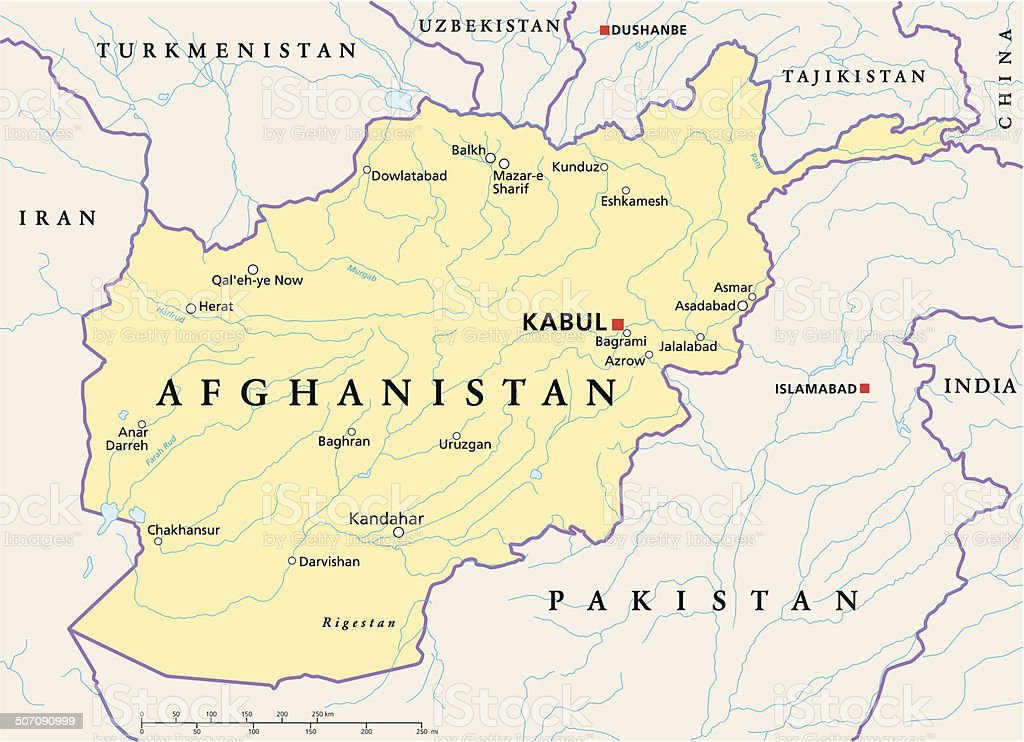 UZBEKISTAN
DUSHANBE
TURKMENISTAN
TAJIKISTAN
CHINA
IRAN
Balkh
Mazar-e
Sharif
Kunduz
Panj
Dowlatabad
Eshkamesh
Qal'eh-ye Now
Murgab
Herat
Harirud
Asmar
Asadabad
KABUL
Bagrami
Jalalabad
Azrow
AFGHANISTAN
ISLAMABAD
INDIA
Anar
Darreh
Farah Rud
Baghran
Uruzgan
Chakhansur
Kandahar
Darvishan
Rigestan
PAKISTAN
0 50 100 150 200 250 km
0 50 100 150 200 250 mi
iStock
by Getty Images™
507090999